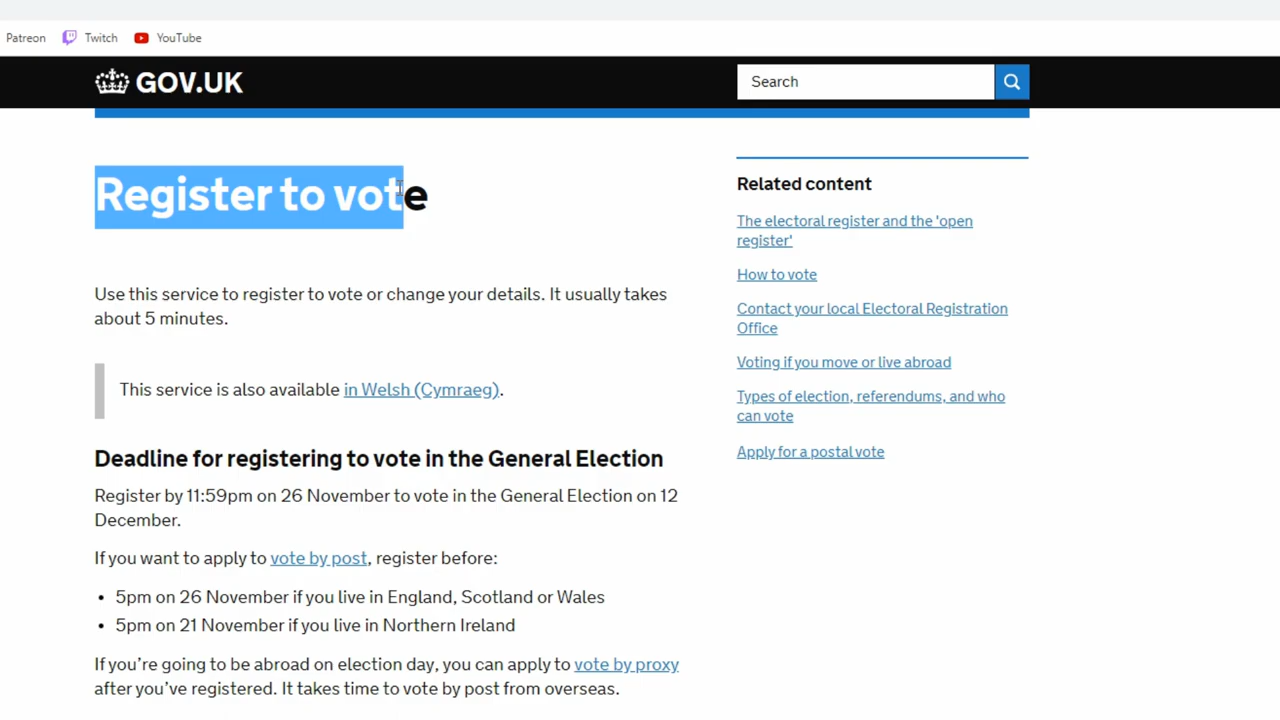 Patreon Twitch YouTube
GOV.UK
Search
Register to vote
Use this service to register to vote or change your details. It usually takes
about 5 minutes.
This service is also available in Welsh (Cymraeg).
Deadline for registering to vote in the General Election
Register by 11:59pm on 26 November to vote in the General Election on 12
December.
If you want to apply to vote by post, register before:
• 5pm on 26 November if you live in England, Scotland or Wales
• 5pm on 21 November if you live in Northern Ireland
If you’re going to be abroad on election day, you can apply to vote by proxy
after you’ve registered. It takes time to vote by post from overseas.
Related content
The electoral register and the 'open
register'
How to vote
Contact your local Electoral Registration
Office
Voting if you move or live abroad
Types of election, referendums, and who
can vote
Apply for a postal vote